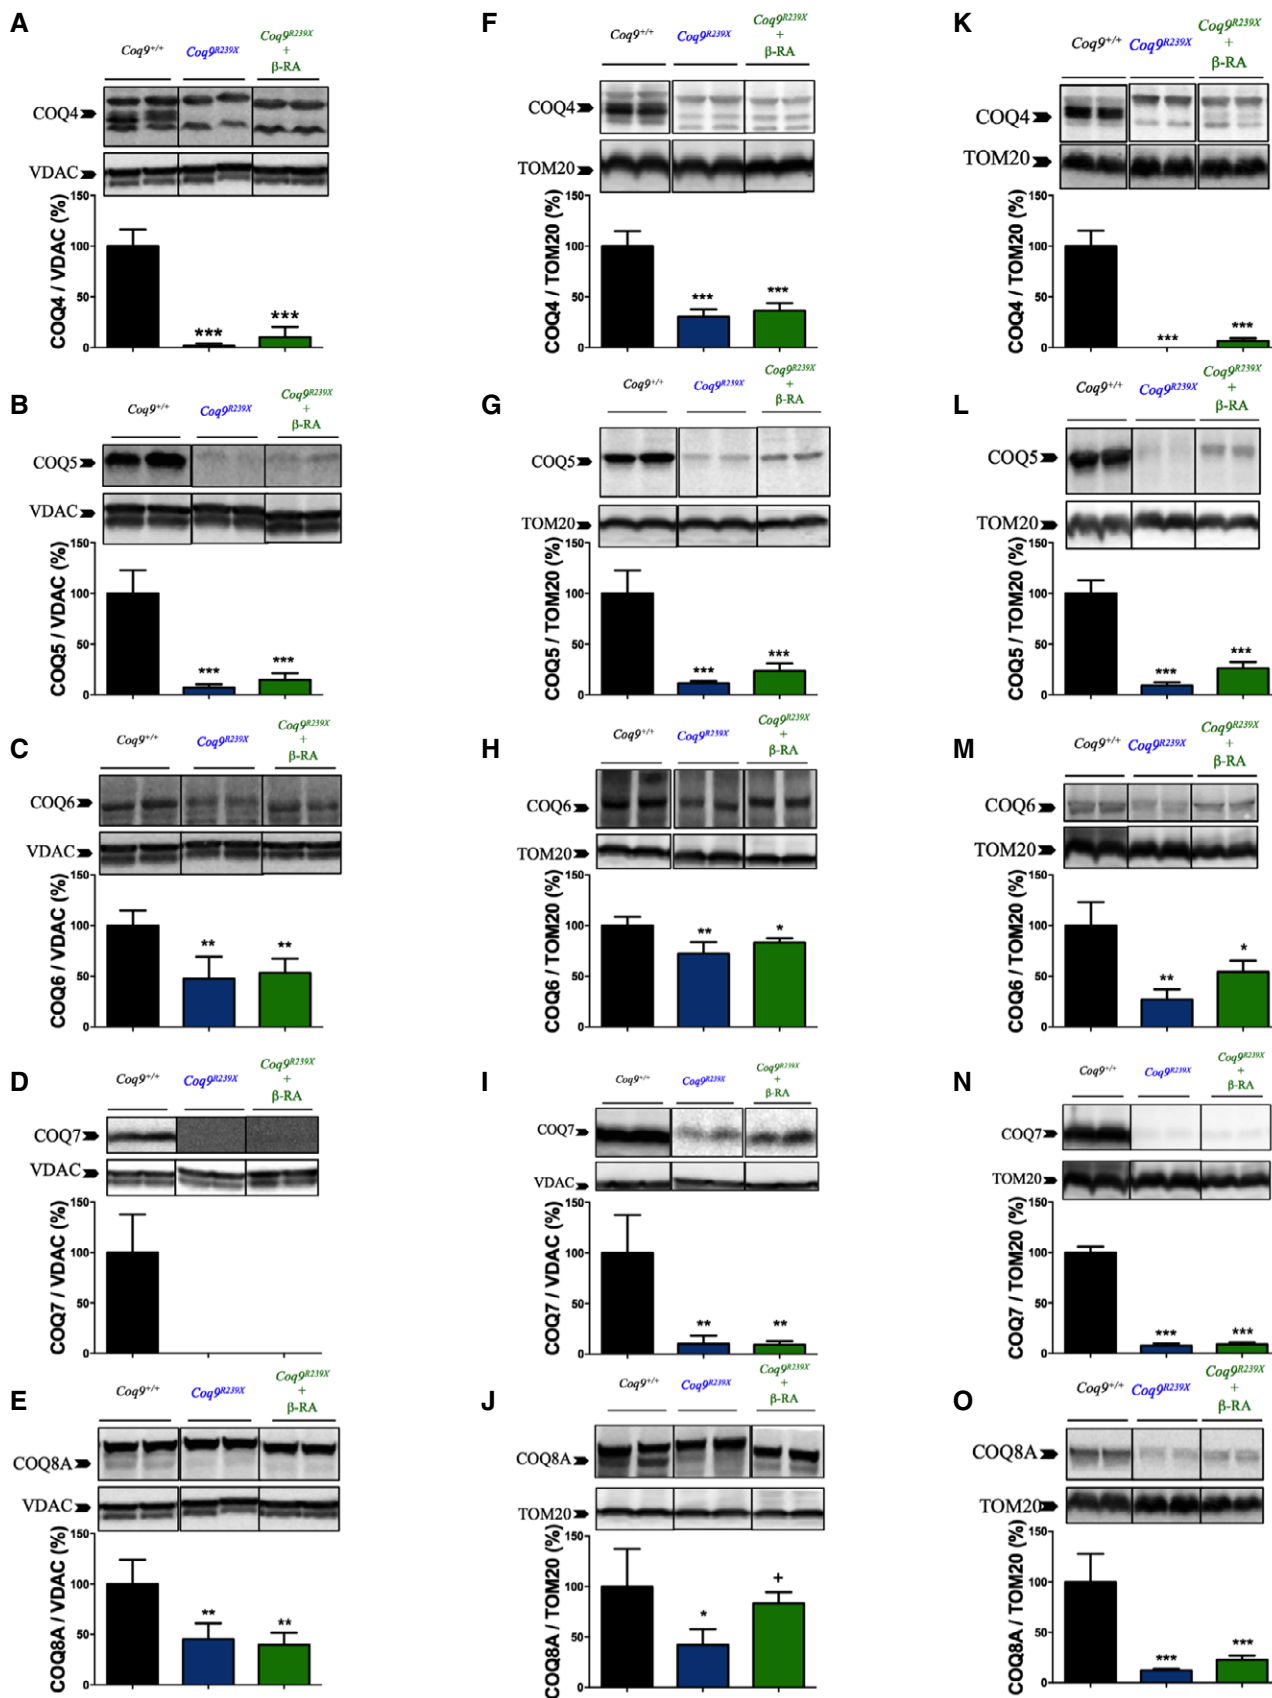 A
Coq9+/+
Coq9R239X
Coq9R239X
+
β-RA
COQ4
VDAC
COQ4 / VDAC (%)
150
100
50
0
***
***
B
Coq9+/+
Coq9R239X
Coq9R239X
+
β-RA
COQ5
VDAC
COQ5 / VDAC (%)
150
100
50
0
***
***
C
Coq9+/+
Coq9R239X
Coq9R239X
+
β-RA
COQ6
VDAC
COQ6 / VDAC (%)
150
100
50
0
**
**
D
Coq9+/+
Coq9R239X
Coq9R239X
+
β-RA
COQ7
VDAC
COQ7 / VDAC (%)
150
100
50
0
E
Coq9+/+
Coq9R239X
Coq9R239X
+
β-RA
COQ8A
VDAC
COQ8A / VDAC (%)
150
100
50
0
**
**
F
Coq9+/+
Coq9R239X
Coq9R239X
+
β-RA
COQ4
TOM20
COQ4 / TOM20 (%)
150
100
50
0
***
***
G
Coq9+/+
Coq9R239X
Coq9R239X
+
β-RA
COQ5
TOM20
COQ5 / TOM20 (%)
150
100
50
0
***
***
H
Coq9+/+
Coq9R239X
Coq9R239X
+
β-RA
COQ6
TOM20
COQ6 / TOM20 (%)
150
100
50
0
**
*
I
Coq9+/+
Coq9R239X
Coq9R239X
+
β-RA
COQ7
VDAC
COQ7 / VDAC (%)
150
100
50
0
**
**
J
Coq9+/+
Coq9R239X
Coq9R239X
+
β-RA
COQ8A
TOM20
COQ8A / TOM20 (%)
150
100
50
0
*
+
K
Coq9+/+
Coq9R239X
Coq9R239X
+
β-RA
COQ4
TOM20
COQ4 / TOM20 (%)
150
100
50
0
***
***
L
Coq9+/+
Coq9R239X
Coq9R239X
+
β-RA
COQ5
TOM20
COQ5 / TOM20 (%)
150
100
50
0
***
***
M
Coq9+/+
Coq9R239X
Coq9R239X
+
β-RA
COQ6
TOM20
COQ6 / TOM20 (%)
150
100
50
0
**
*
N
Coq9+/+
Coq9R239X
Coq9R239X
+
β-RA
COQ7
TOM20
COQ7 / TOM20 (%)
150
100
50
0
***
***
O
Coq9+/+
Coq9R239X
Coq9R239X
+
β-RA
COQ8A
TOM20
COQ8A / TOM20 (%)
150
100
50
0
***
***